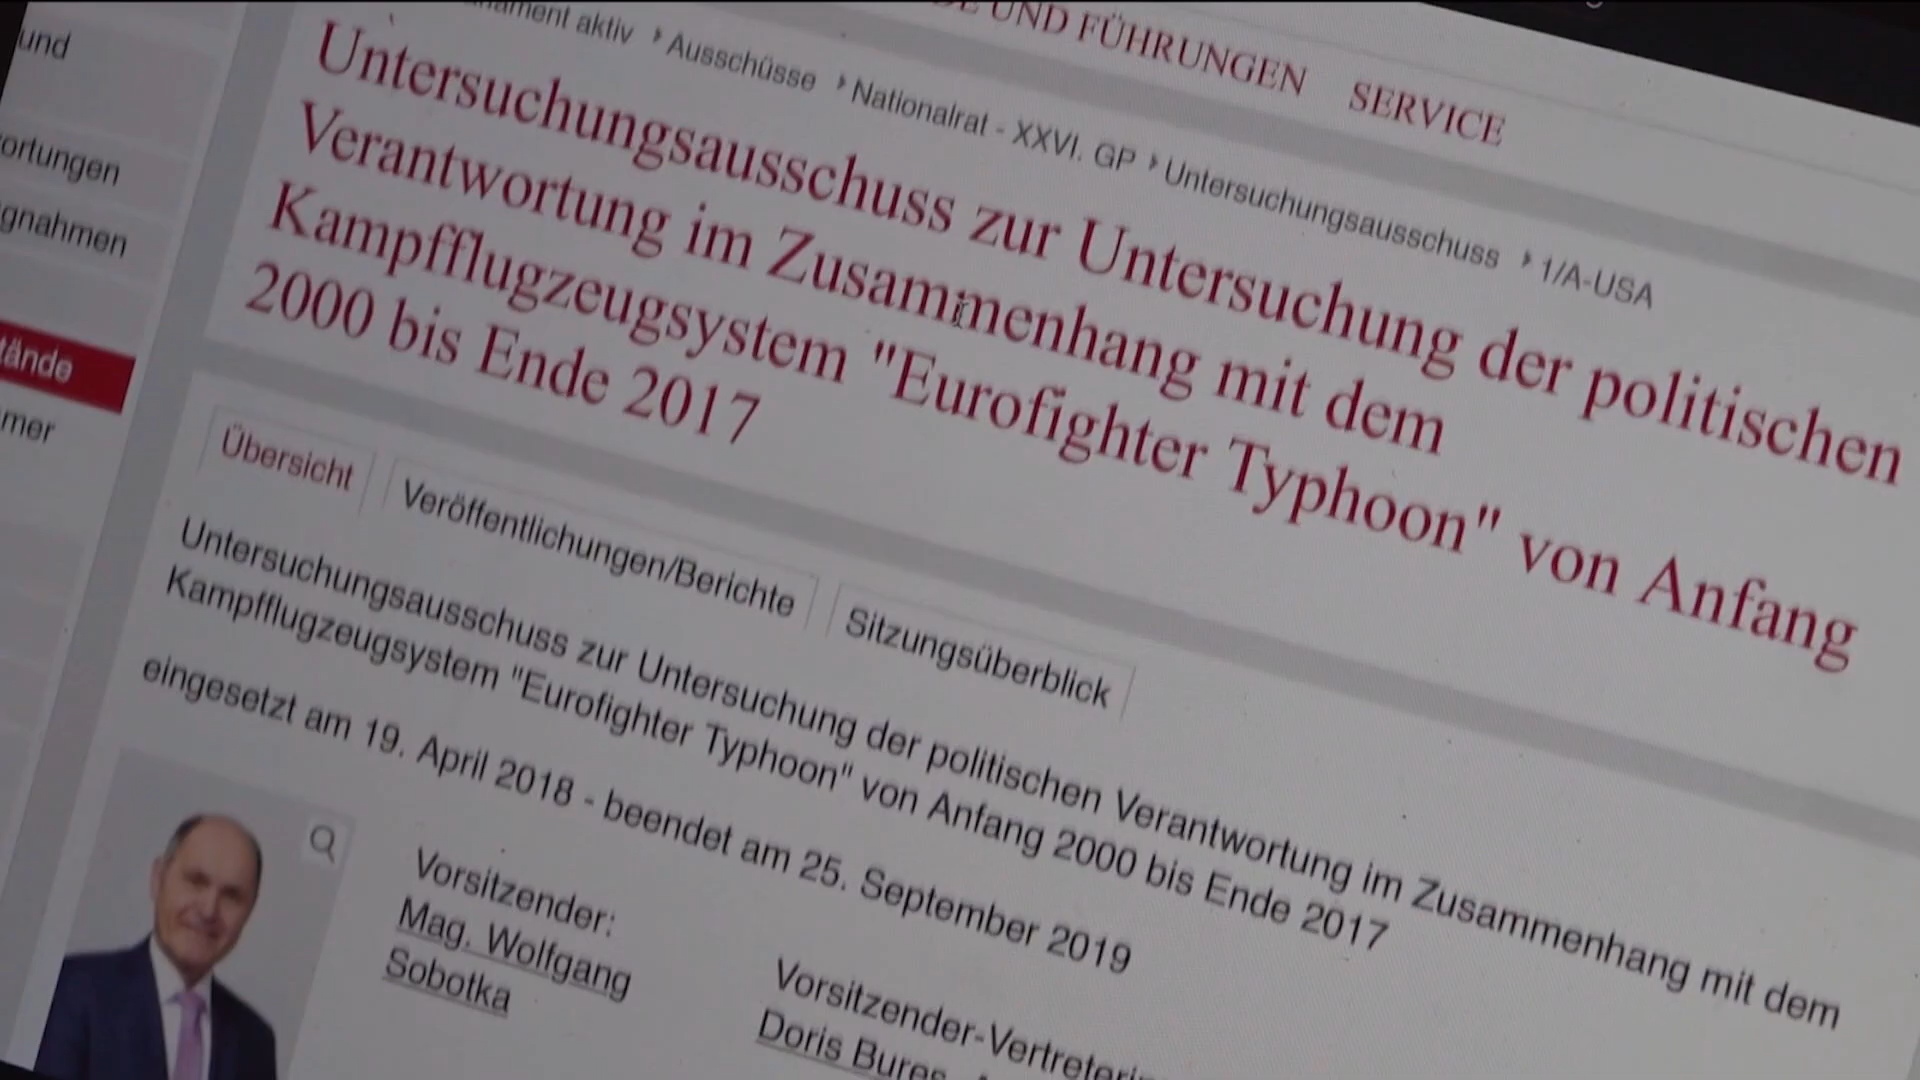 UND FÜHRUNGEN SERVICE
aktiv Ausschüsse Nationalrat - XXVI. GP Untersuchungsausschuss 1/A-USA
Untersuchungsausschuss zur Untersuchung der politischen
Verantwortung im Zusammenhang mit dem
Kampfflugzeugsystem "Eurofighter Typhoon" von Anfang
2000 bis Ende 2017
und
ortungen
gnahmen
tände
mer
Übersicht Veröffentlichungen/Berichte Sitzungsüberblick
Untersuchungsausschuss zur Untersuchung der politischen Verantwortung im Zusammenhang mit dem
Kampfflugzeugsystem "Eurofighter Typhoon" von Anfang 2000 bis Ende 2017
eingesetzt am 19. April 2018 - beendet am 25. September 2019
Vorsitzender:
Mag. Wolfgang
Sobotka
Vorsitzender-Vertreteri
Doris Bures